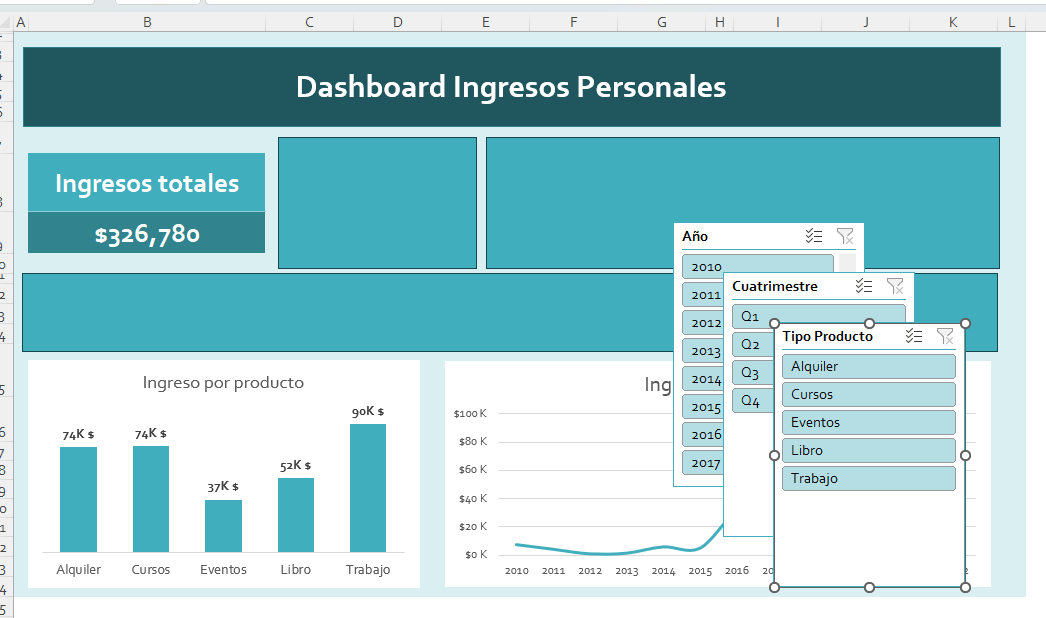 A B C D E F G H I J K L
Dashboard Ingresos Personales
Ingresos totales
$326,780
Año
2010
2011
2012
2013
2014
2015
2016
2017
Cuatrimestre
Q1
Q2
Q3
Q4
Tipo Producto
Alquiler
Cursos
Eventos
Libro
Trabajo
Ingreso por producto
74K $ 74K $ 37K $ 52K $ 90K $
Alquiler Cursos Eventos Libro Trabajo
Ing
$100 K
$80 K
$60 K
$40 K
$20 K
$0 K
2010 2011 2012 2013 2014 2015 2016